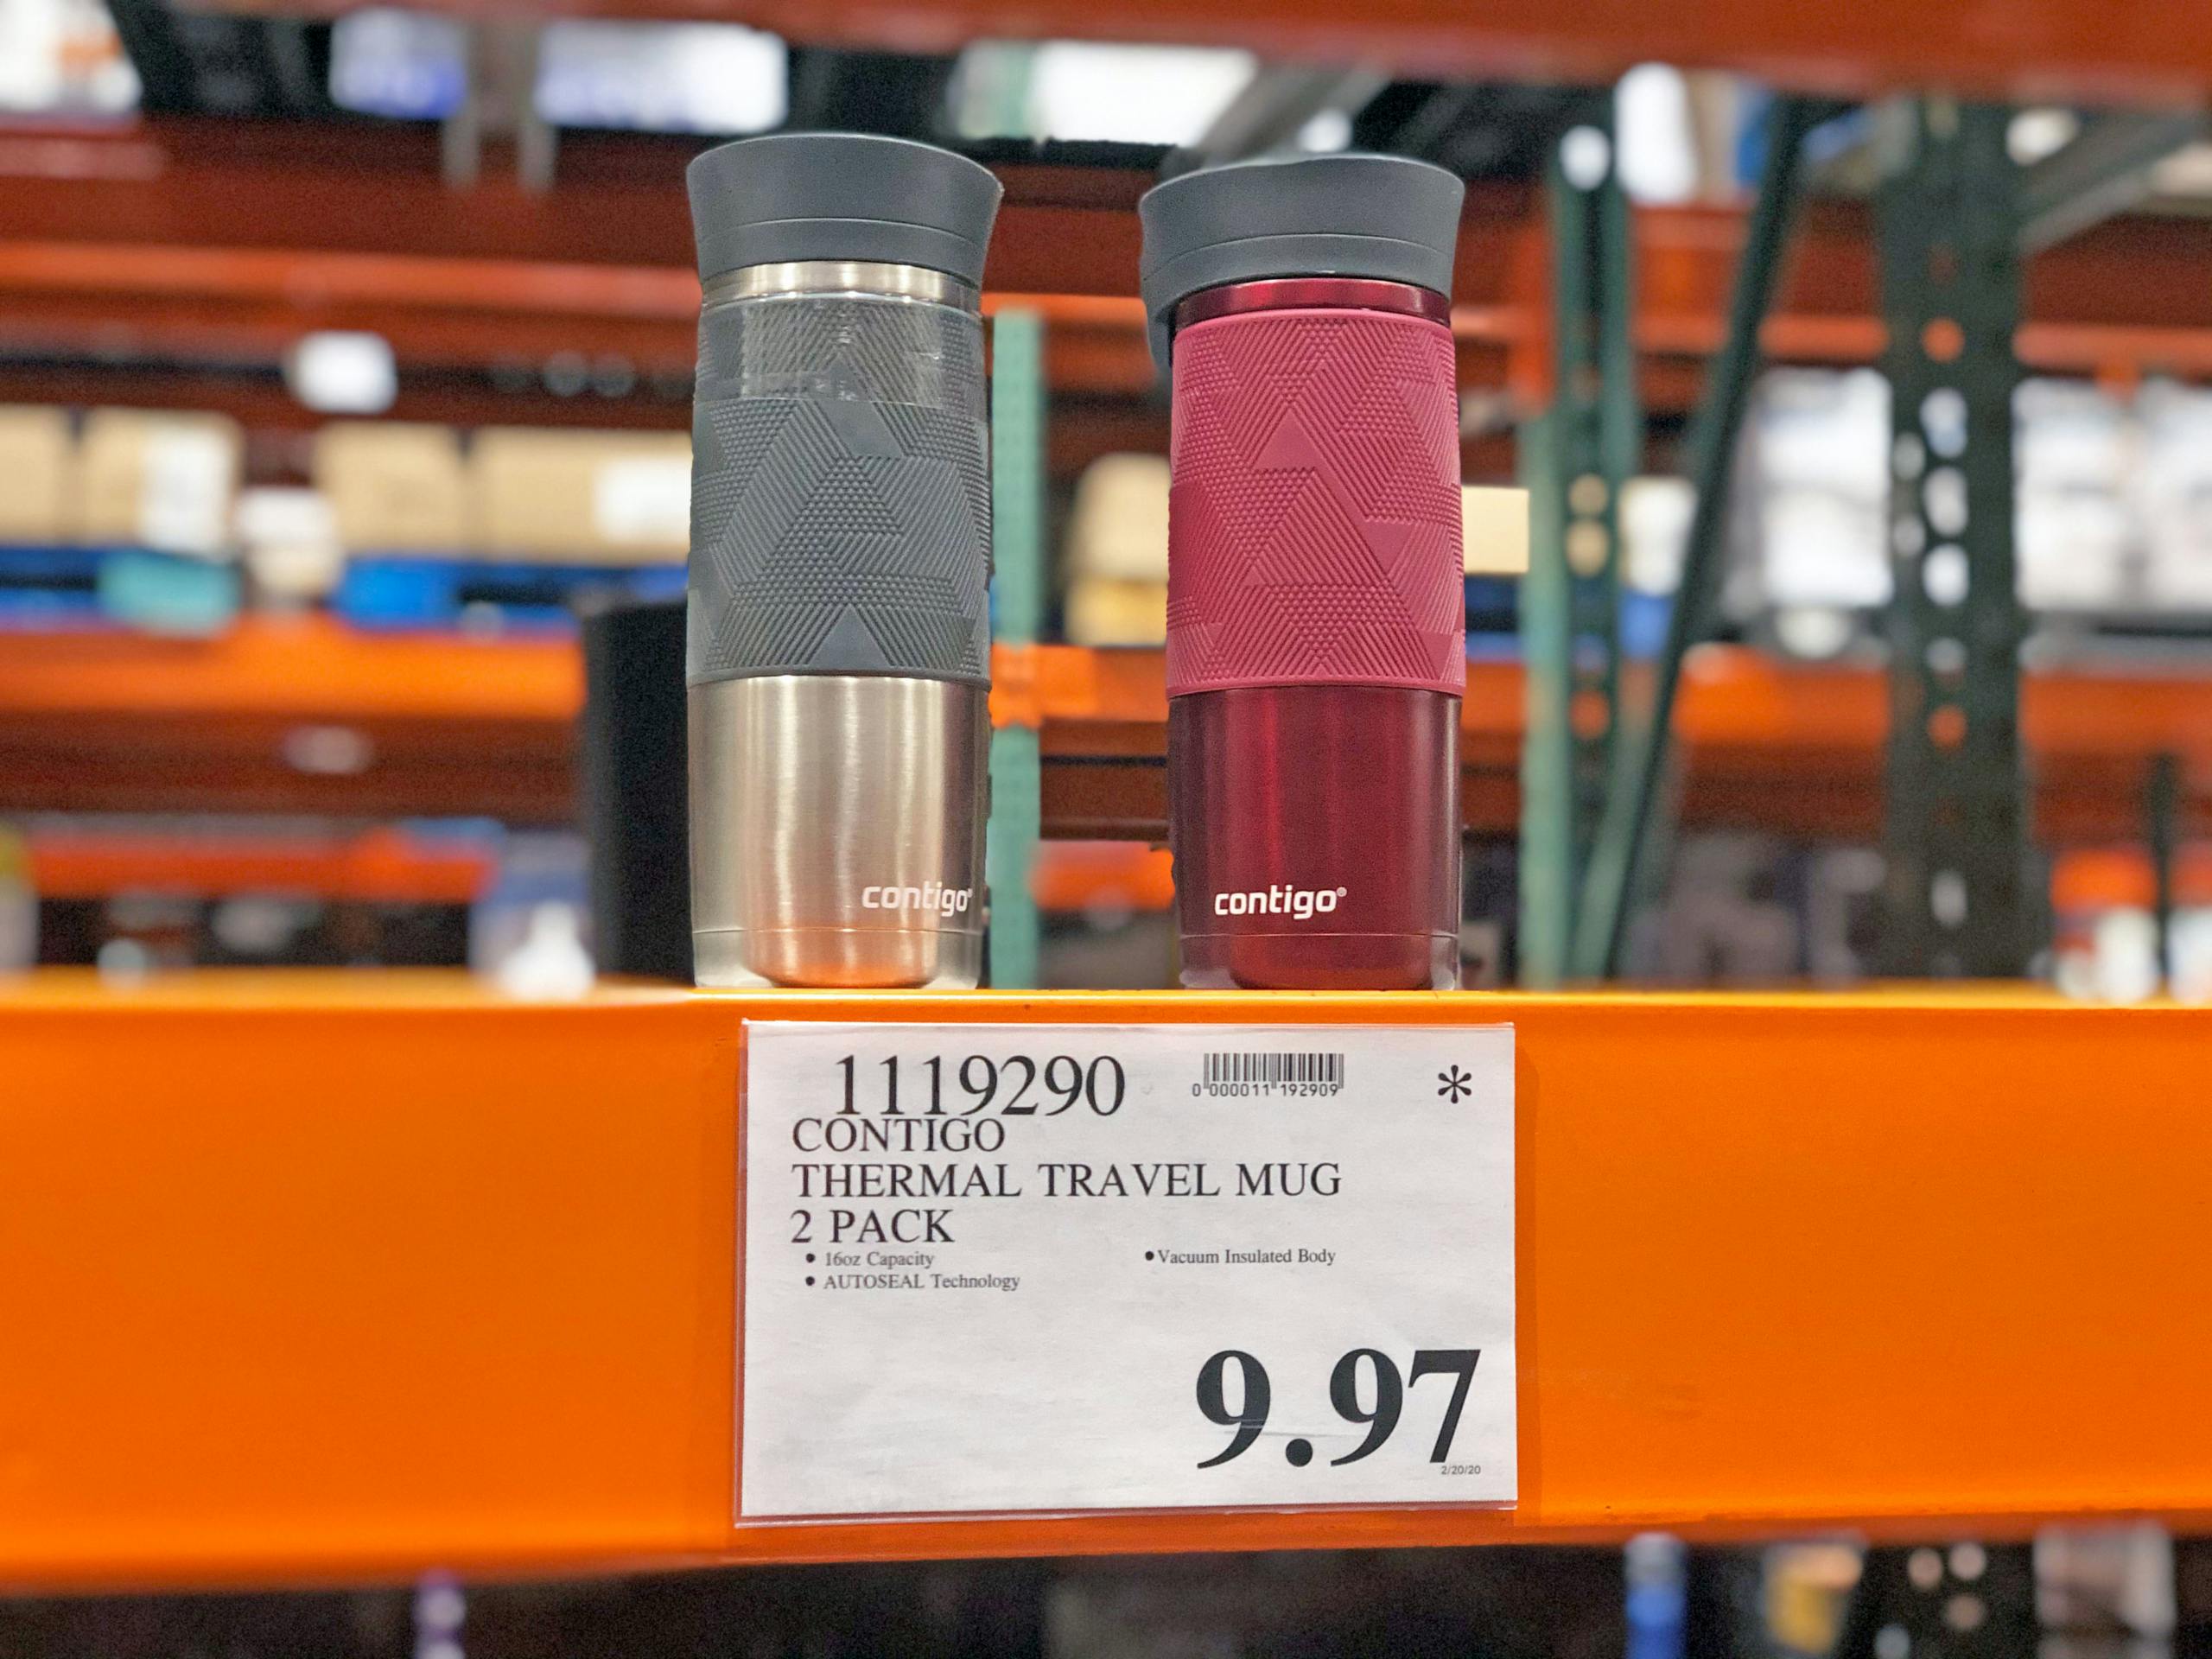 contigo®
contigo®
1119290
0 000011 192909
*
CONTIGO
THERMAL TRAVEL MUG
2 PACK
• 16oz Capacity
• Vacuum Insulated Body
• AUTOSEAL Technology
9.97
2/20/20